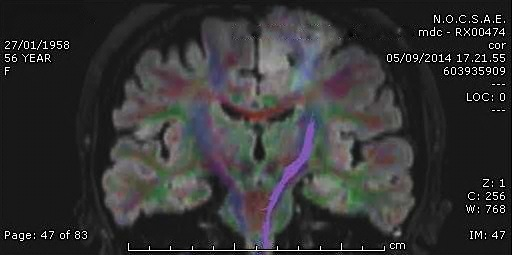 27/01/1958
56 YEAR
F
N.O.C.S.A.E.
mdc - RX00474
cor
05/09/2014 17.21.55
603935909
---
LOC: 0
---
Z: 1
C: 256
W: 768
Page: 47 of 83
cm
IM: 47